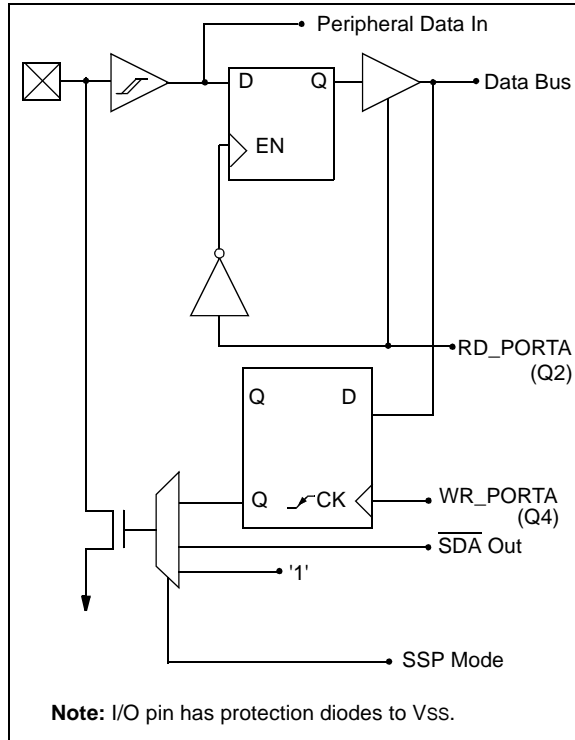 Peripheral Data In
D Q
Data Bus
EN
RD_PORTA
(Q2)
Q D
Q CK
WR_PORTA
(Q4)
SDA Out
'1'
SSP Mode
Note: I/O pin has protection diodes to VSS.